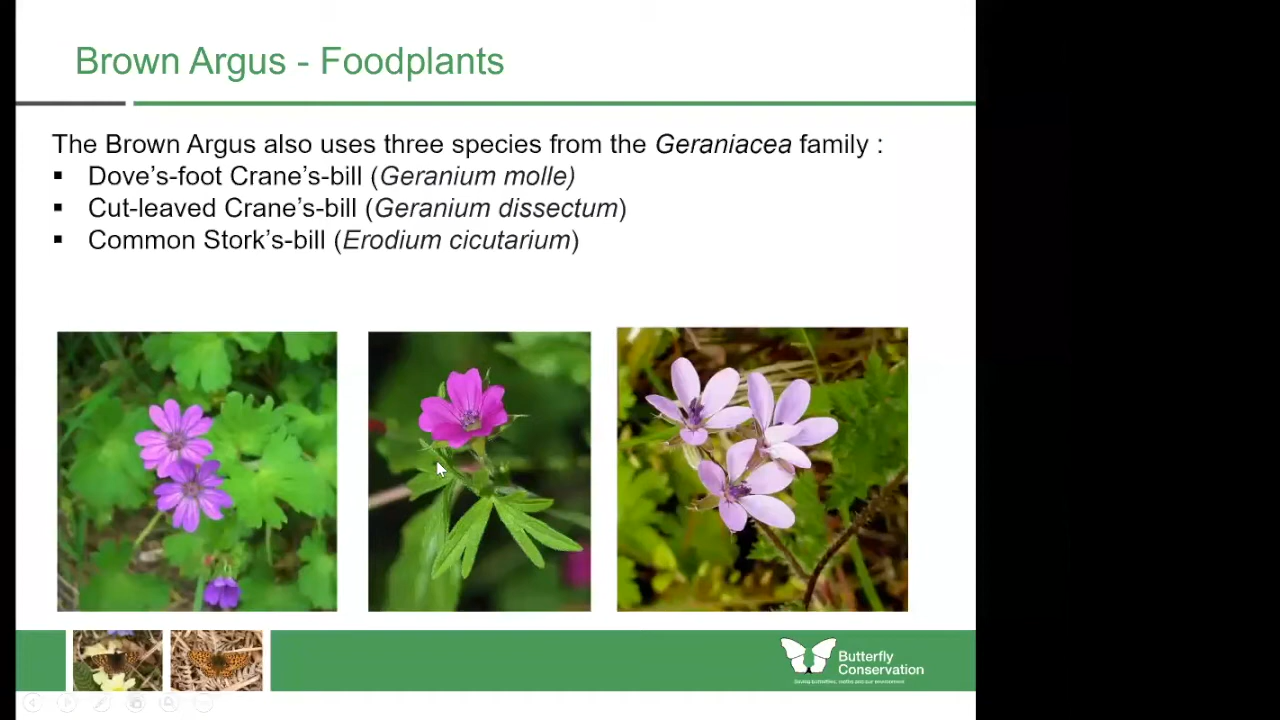 Brown Argus - Foodplants
The Brown Argus also uses three species from the Geraniacea family :
▪ Dove's-foot Crane's-bill (Geranium molle)
▪ Cut-leaved Crane's-bill (Geranium dissectum)
▪ Common Stork's-bill (Erodium cicutarium)
Butterfly
Conservation
Saving butterflies, moths and our environment